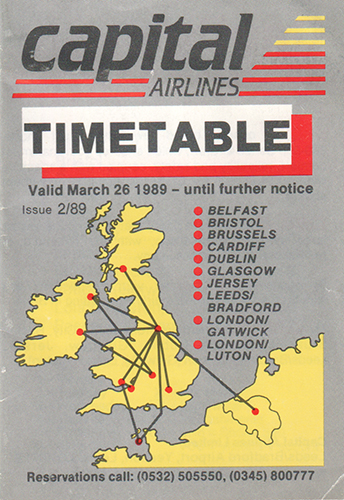 capital
AIRLINES
TIMETABLE
Valid March 26 1989 – until further notice
Issue 2/89
BELFAST
BRISTOL
BRUSSELS
CARDIFF
DUBLIN
GLASGOW
JERSEY
LEEDS/
BRADFORD
LONDON/
GATWICK
LONDON/
LUTON
Reservations call: (0532) 505550, (0345) 800777